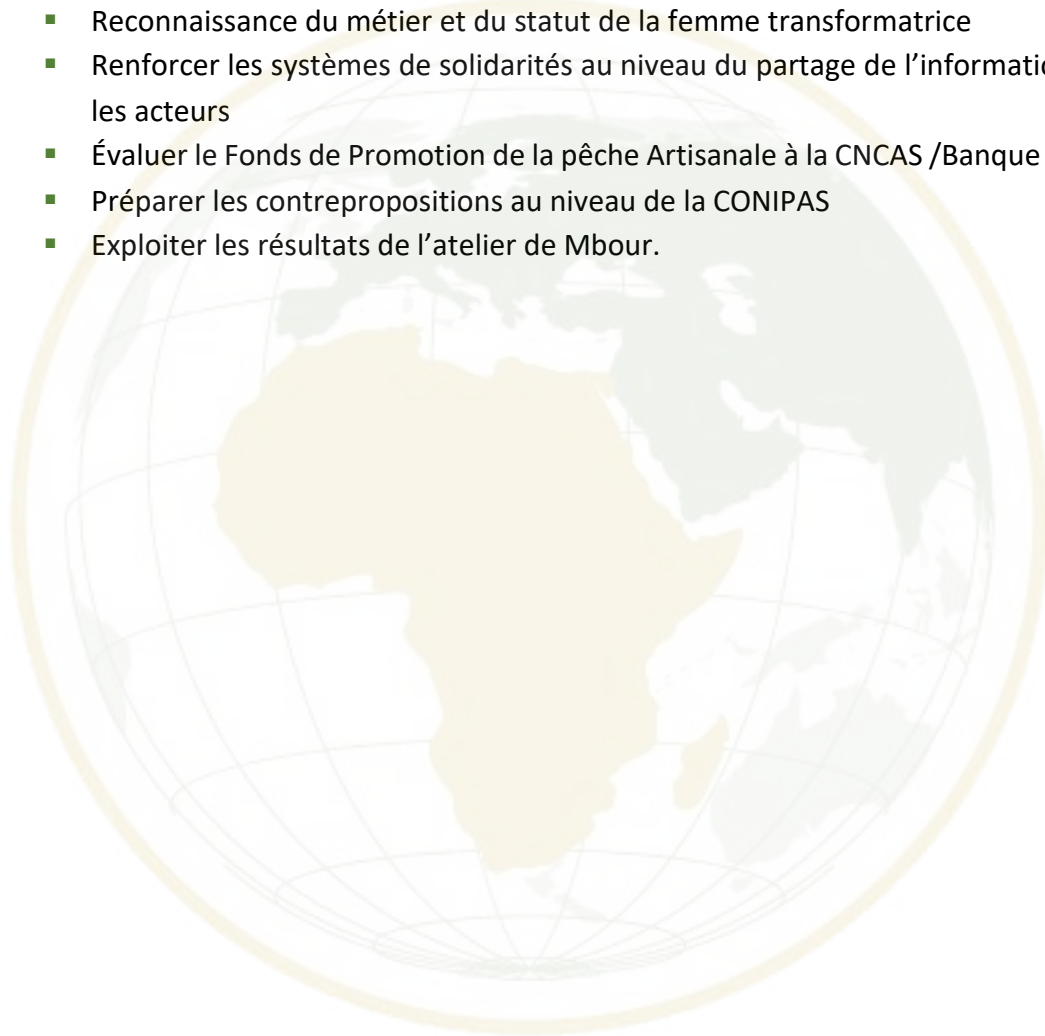 ▪ Reconnaissance du métier et du statut de la femme transformatrice
▪ Renforcer les systèmes de solidarités au niveau du partage de l’informatio
les acteurs
▪ Évaluer le Fonds de Promotion de la pêche Artisanale à la CNCAS /Banque
▪ Préparer les contrepropositions au niveau de la CONIPAS
▪ Exploiter les résultats de l’atelier de Mbour.